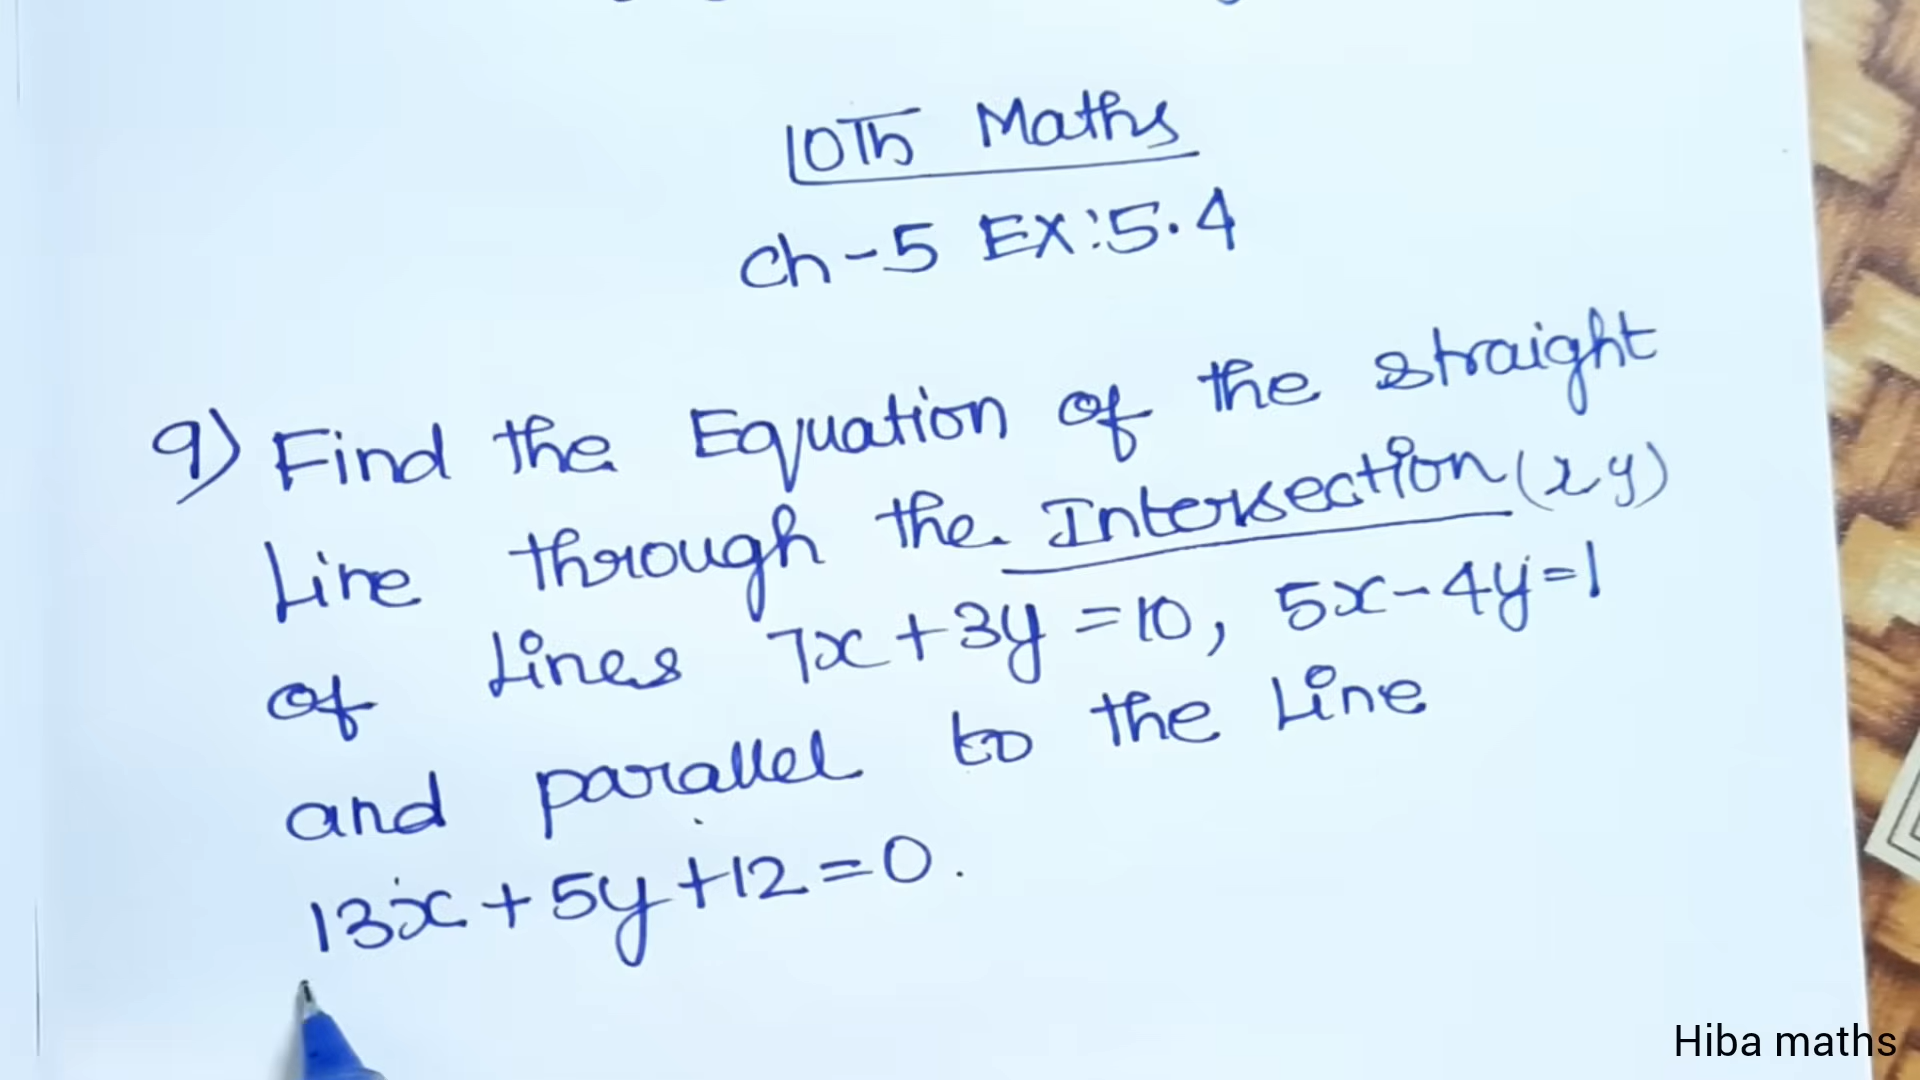 10Th Maths
Ch-5 EX:5.4
9) Find the Equation of the straight
Line through the Intersection (x y)
of Lines 7x+3y=10, 5x-4y=1
and parallel to the Line
13x+5y+12=0.
Hiba maths